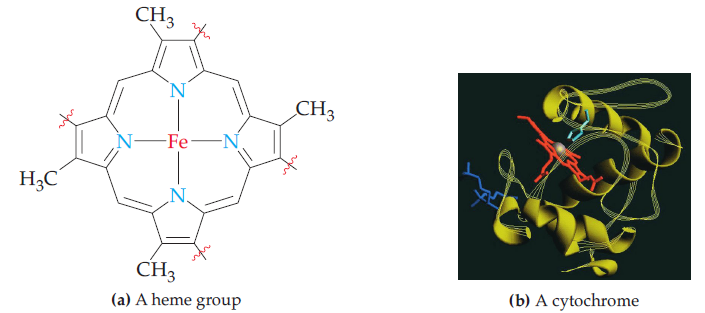 CH3
N
CH3
N
Fe
N
H3C
N
CH3
(a) A heme group
(b) A cytochrome